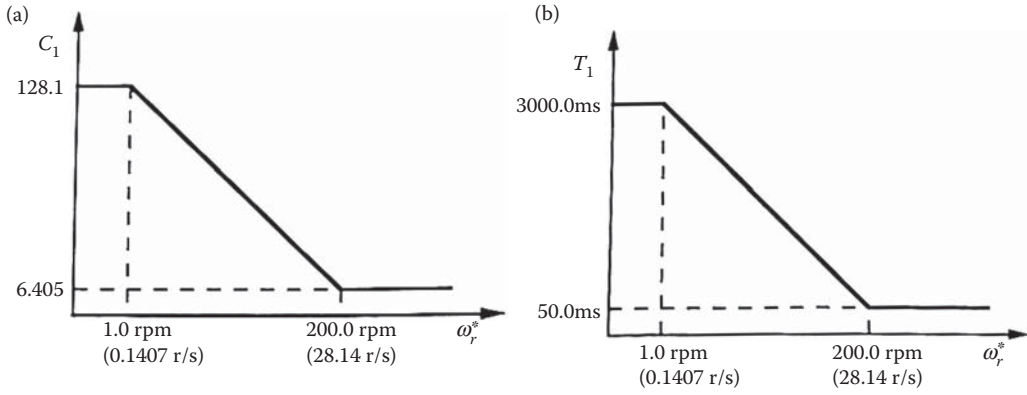 (a)
C1
128.1
6.405
1.0 rpm
(0.1407 r/s)
200.0 rpm
(28.14 r/s)
ω*r
(b)
T1
3000.0ms
50.0ms
1.0 rpm
(0.1407 r/s)
200.0 rpm
(28.14 r/s)
ω*r